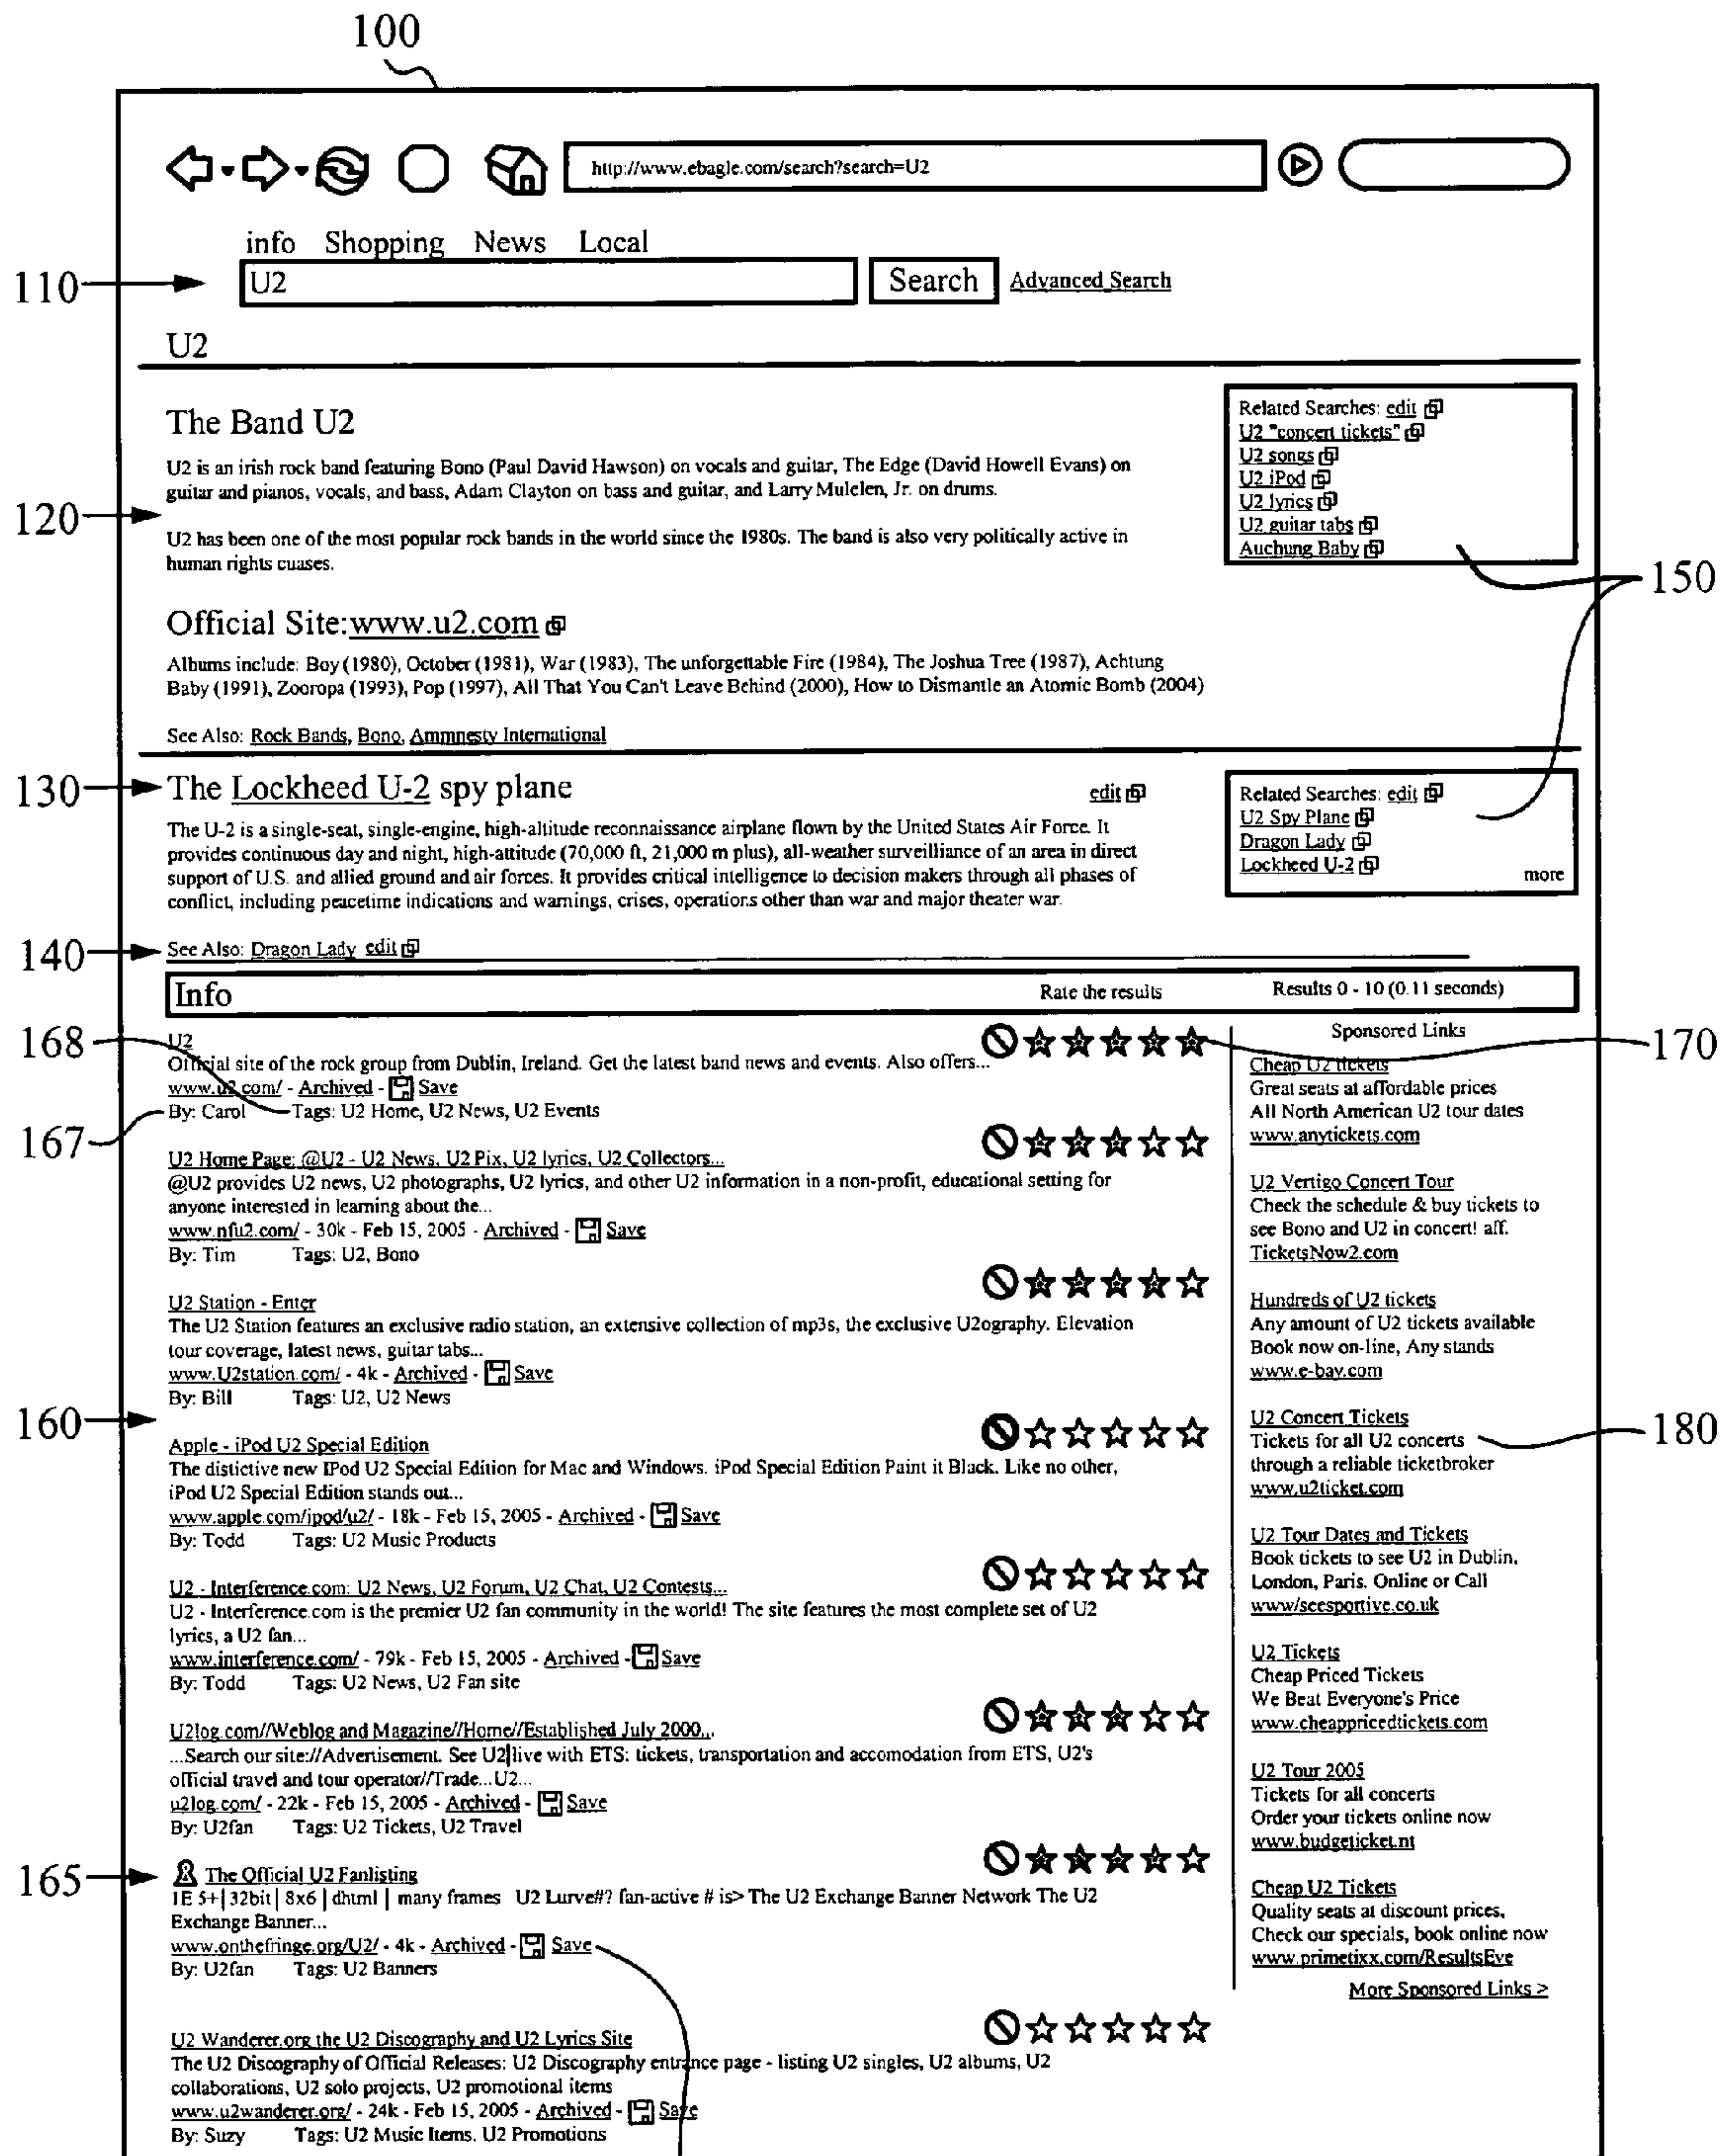 100
http://www.ebagle.com/search?search=U2
info Shopping News Local
110
U2 Search Advanced Search
U2
The Band U2
U2 is an irish rock band featuring Bono (Paul David Hawson) on vocals and guitar, The Edge (David Howell Evans) on
guitar and pianos, vocals, and bass, Adam Clayton on bass and guitar, and Larry Mulelen, Jr. on drums.
120
U2 has been one of the most popular rock bands in the world since the 1980s. The band is also very politically active in
human rights cuases.
Related Searches: edit
U2 "concert tickets"
U2 songs
U2 iPod
U2 lyrics
U2 guitar tabs
Auchung Baby
150
Official Site:www.u2.com
Albums include: Boy (1980), October (1981), War (1983), The unforgettable Fire (1984), The Joshua Tree (1987), Achtung
Baby (1991), Zooropa (1993), Pop (1997), All That You Can't Leave Behind (2000), How to Dismantle an Atomic Bomb (2004)
See Also: Rock Bands, Bono, Ammnesty International
130
The Lockheed U-2 spy plane edit
The U-2 is a single-seat, single-engine, high-altitude reconnaissance airplane flown by the United States Air Force. It
provides continuous day and night, high-attitude (70,000 ft, 21,000 m plus), all-weather surveilliance of an area in direct
support of U.S. and allied ground and air forces. It provides critical intelligence to decision makers through all phases of
conflict, including peacetime indications and warnings, crises, operations other than war and major theater war.
Related Searches: edit
U2 Spy Plane
Dragon Lady
Lockheed U-2
more
140
See Also: Dragon Lady edit
Info Rate the results Results 0 - 10 (0.11 seconds)
168
U2
Official site of the rock group from Dublin, Ireland. Get the latest band news and events. Also offers...
www.u2.com/ - Archived - Save
By: Carol Tags: U2 Home, U2 News, U2 Events
167
U2 Home Page: @U2 - U2 News, U2 Pix, U2 lyrics, U2 Collectors...
@U2 provides U2 news, U2 photographs, U2 lyrics, and other U2 information in a non-profit, educational setting for
anyone interested in learning about the...
www.nfu2.com/ - 30k - Feb 15, 2005 - Archived - Save
By: Tim Tags: U2, Bono
U2 Station - Enter
The U2 Station features an exclusive radio station, an extensive collection of mp3s, the exclusive U2ography. Elevation
tour coverage, latest news, guitar tabs...
www.U2station.com/ - 4k - Archived - Save
By: Bill Tags: U2, U2 News
160
Apple - iPod U2 Special Edition
The distictive new IPod U2 Special Edition for Mac and Windows. iPod Special Edition Paint it Black. Like no other,
iPod U2 Special Edition stands out...
www.apple.com/ipod/u2/ - 18k - Feb 15, 2005 - Archived - Save
By: Todd Tags: U2 Music Products
U2 - Interference.com: U2 News, U2 Forum, U2 Chat, U2 Contests...
U2 - Interference.com is the premier U2 fan community in the world! The site features the most complete set of U2
lyrics, a U2 fan...
www.interference.com/ - 79k - Feb 15, 2005 - Archived - Save
By: Todd Tags: U2 News, U2 Fan site
U2log.com//Weblog and Magazine//Home//Established July 2000...
...Search our site://Advertisement. See U2|live with ETS: tickets, transportation and accomodation from ETS, U2's
official travel and tour operator//Trade...U2...
u2log.com/ - 22k - Feb 15, 2005 - Archived - Save
By: U2fan Tags: U2 Tickets, U2 Travel
165
The Official U2 Fanlisting
1E 5+| 32bit | 8x6 | dhtml | many frames U2 Lurve#? fan-active # is> The U2 Exchange Banner Network The U2
Exchange Banner...
www.onthefringe.org/U2/ - 4k - Archived - Save
By: U2fan Tags: U2 Banners
U2 Wanderer.org the U2 Discography and U2 Lyrics Site
The U2 Discography of Official Releases: U2 Discography entrance page - listing U2 singles, U2 albums, U2
collaborations, U2 solo projects, U2 promotional items
www.u2wanderer.org/ - 24k - Feb 15, 2005 - Archived - Save
By: Suzy Tags: U2 Music Items, U2 Promotions
Sponsored Links
170
Cheap U2 tickets
Great seats at affordable prices
All North American U2 tour dates
www.anytickets.com
U2 Vertigo Concert Tour
Check the schedule & buy tickets to
see Bono and U2 in concert! aff.
TicketsNow2.com
Hundreds of U2 tickets
Any amount of U2 tickets available
Book now on-line, Any stands
www.e-bay.com
U2 Concert Tickets
Tickets for all U2 concerts
180
through a reliable ticketbroker
www.u2ticket.com
U2 Tour Dates and Tickets
Book tickets to see U2 in Dublin,
London, Paris. Online or Call
www/seesportive.co.uk
U2 Tickets
Cheap Priced Tickets
We Beat Everyone's Price
www.cheappricedtickets.com
U2 Tour 2005
Tickets for all concerts
Order your tickets online now
www.budgeticket.nt
Cheap U2 Tickets
Quality seats at discount prices,
Check our specials, book online now
www.primetixx.com/ResultsEve
More Sponsored Links >